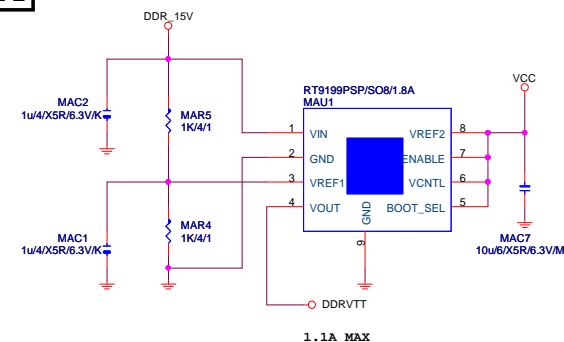 DDR_15V
RT9199PSP/SO8/1.8A
MAU1
VCC
MAC2
1u/4/X5R/6.3V/K
MAR5
1K/4/1
1 VIN
2 GND
3 VREF1
4 VOUT
VREF2 8
ENABLE 7
VCNTL 6
BOOT_SEL 5
GND
9
MAC1
1u/4/X5R/6.3V/K
MAR4
1K/4/1
MAC7
10u/6/X5R/6.3V/M
DDRVTT
1.1A MAX